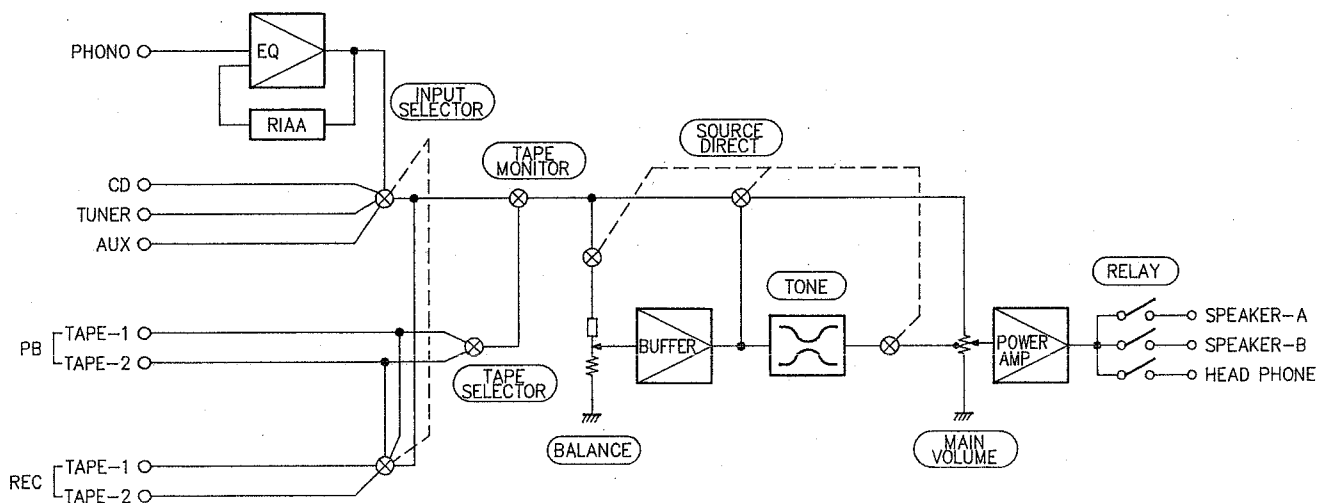 PHONO
EQ
RIAA
INPUT
SELECTOR
TAPE
MONITOR
SOURCE
DIRECT
CD
TUNER
AUX
TONE
RELAY
PB
TAPE-1
TAPE-2
TAPE
SELECTOR
BUFFER
POWER
AMP
SPEAKER-A
SPEAKER-B
HEAD PHONE
BALANCE
MAIN
VOLUME
REC
TAPE-1
TAPE-2